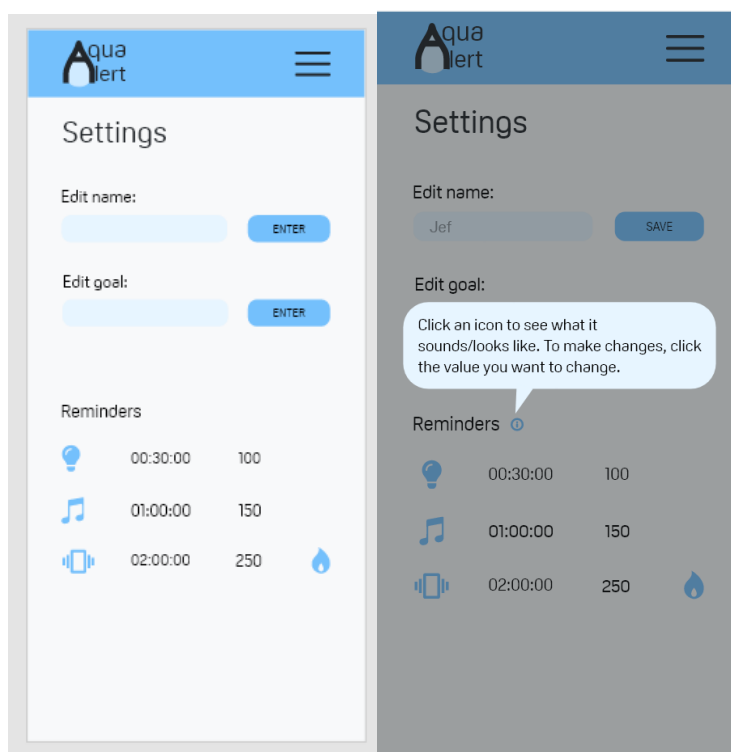 Aqua
Alert
Settings
Edit name:
ENTER
Edit goal:
ENTER
Reminders
00:30:00 100
01:00:00 150
02:00:00 250
Aqua
Alert
Settings
Edit name:
Jef SAVE
Edit goal:
Click an icon to see what it
sounds/looks like. To make changes, click
the value you want to change.
Reminders
00:30:00 100
01:00:00 150
02:00:00 250